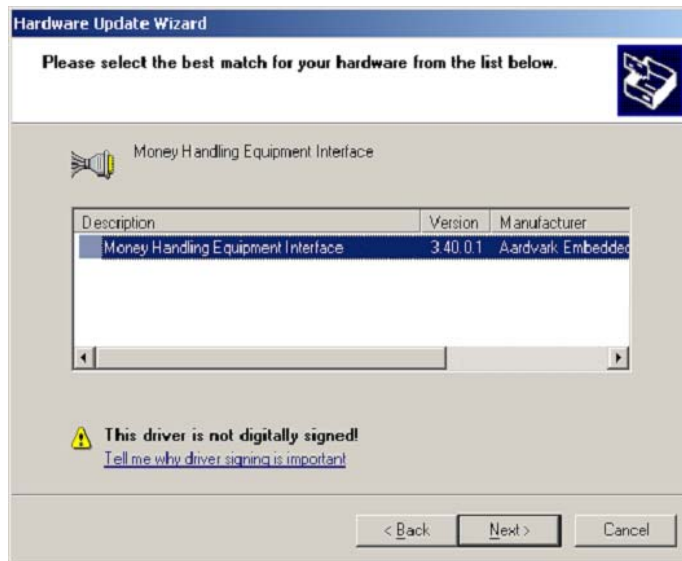 Hardware Update Wizard
Please select the best match for your hardware from the list below.
Money Handling Equipment Interface
Description Version Manufacturer
Money Handling Equipment Interface 3.40.0.1 Aardvark Embedded
This driver is not digitally signed!
Tell me why driver signing is important
< Back Next > Cancel